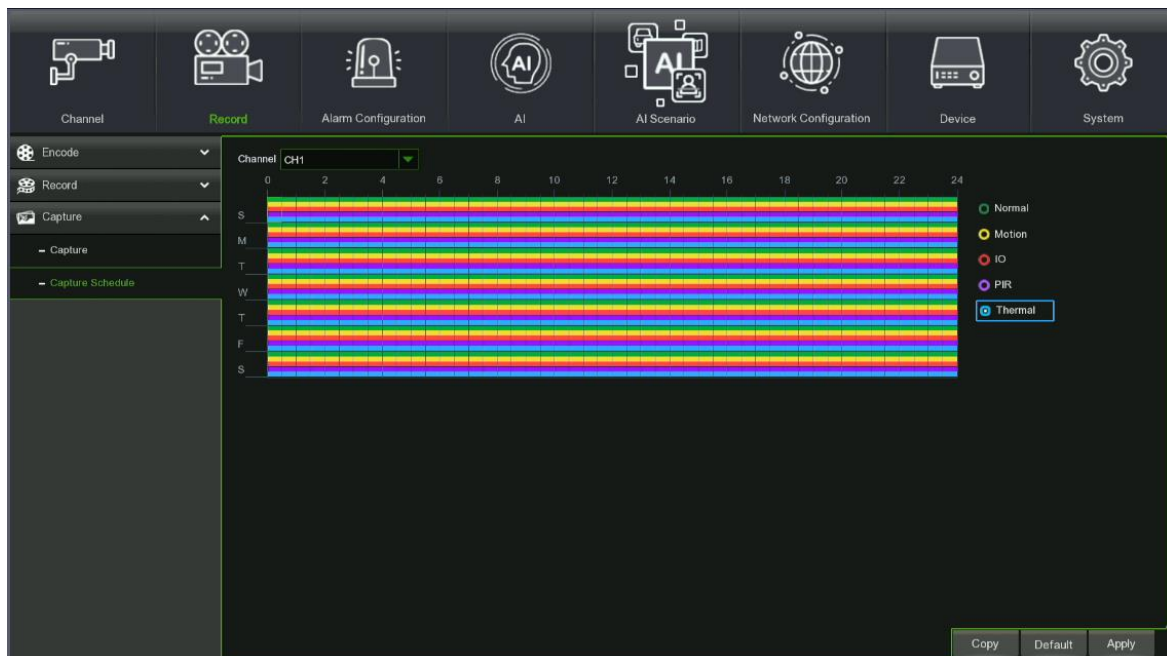 Channel Record Alarm Configuration AI AI Scenario Network Configuration Device System
Encode
Record
Capture
– Capture
– Capture Schedule
Channel CH1
0 2 4 6 8 10 12 14 16 18 20 22 24
S
M
T
W
T
F
S
Normal
Motion
IO
PIR
Thermal
Copy Default Apply